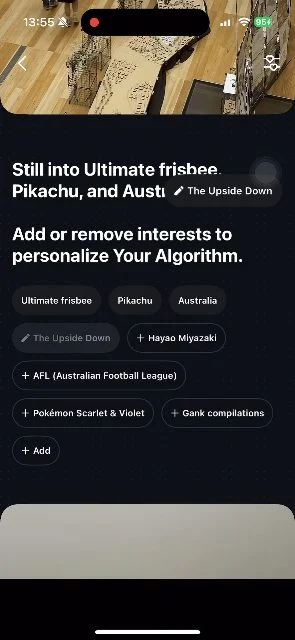 13:55
95
Still into Ultimate frisbee,
Pikachu, and Aust
The Upside Down
Add or remove interests to
personalize Your Algorithm.
Ultimate frisbee
Pikachu
Australia
The Upside Down
+ Hayao Miyazaki
+ AFL (Australian Football League)
+ Pokémon Scarlet & Violet
+ Gank compilations
+ Add